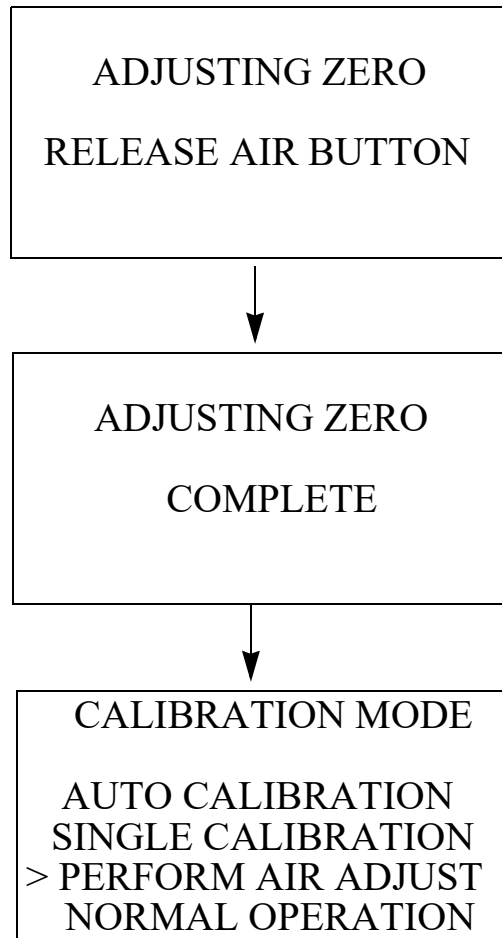 ADJUSTING ZERO
RELEASE AIR BUTTON
ADJUSTING ZERO
COMPLETE
CALIBRATION MODE
AUTO CALIBRATION
SINGLE CALIBRATION
> PERFORM AIR ADJUST
NORMAL OPERATION